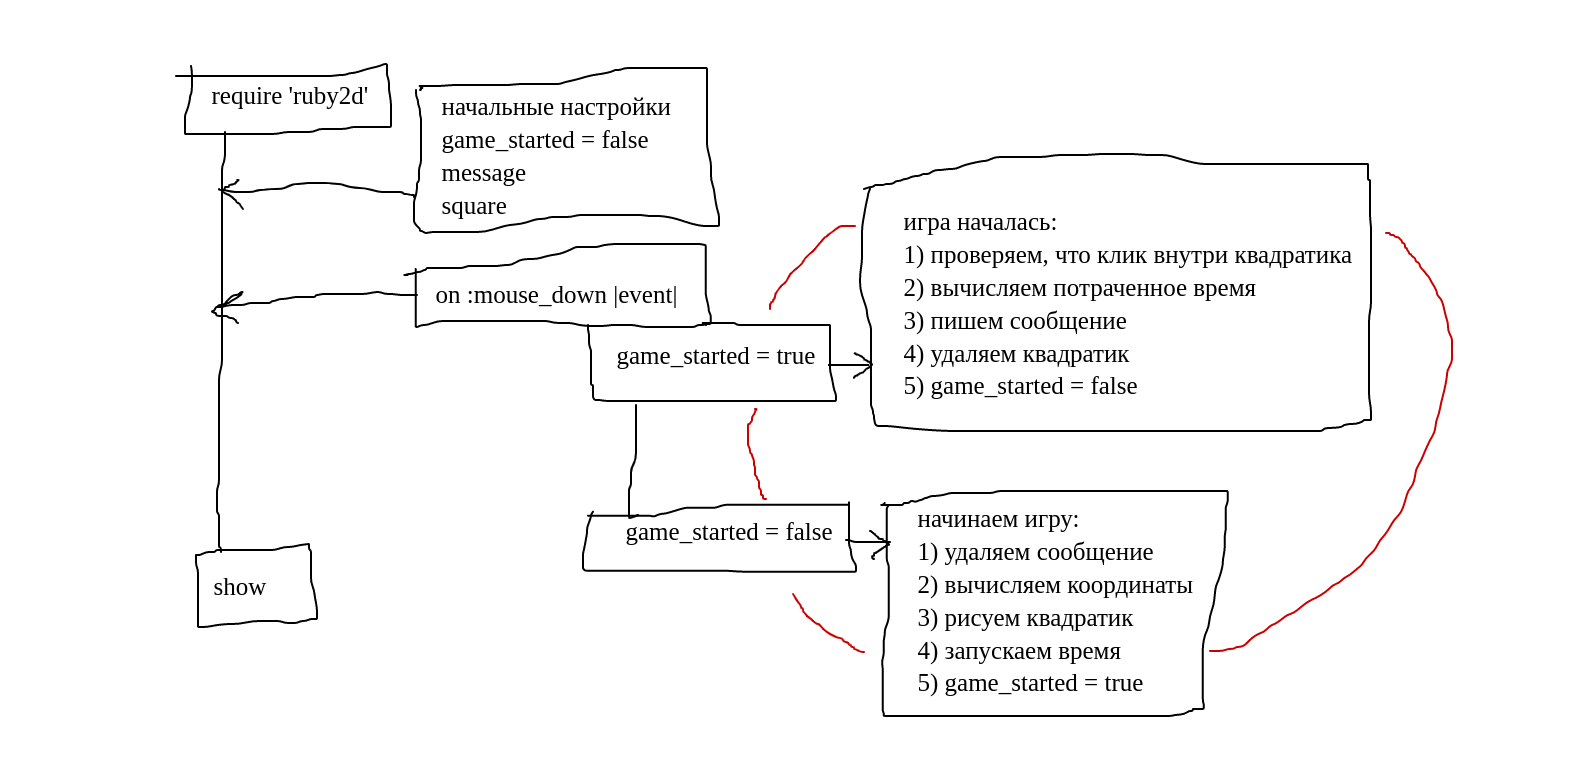 require 'ruby2d'
начальные настройки
game_started = false
message
square
on :mouse_down |event|
game_started = true
игра началась:
1) проверяем, что клик внутри квадратика
2) вычисляем потраченное время
3) пишем сообщение
4) удаляем квадратик
5) game_started = false
game_started = false
начинаем игру:
1) удаляем сообщение
2) вычисляем координаты
3) рисуем квадратик
4) запускаем время
5) game_started = true
show